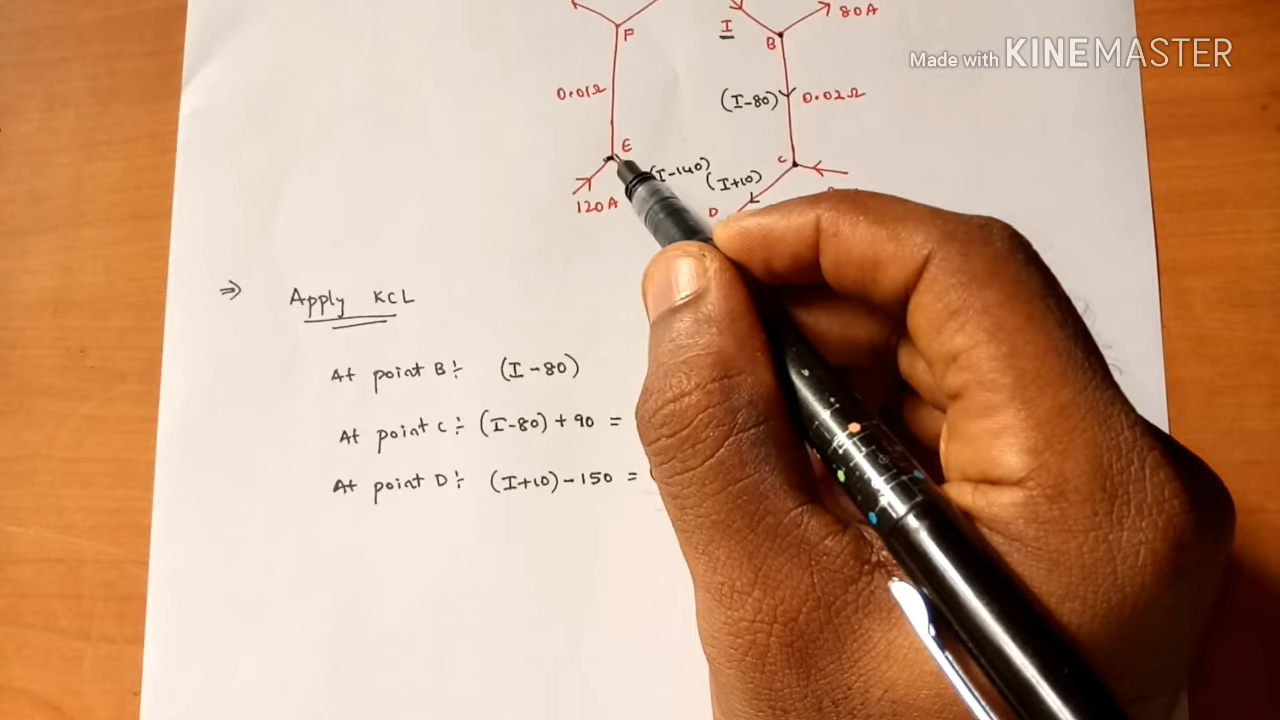 Made with KINEMASTER
80A
I
F
B
0.01Ω
(I-80)
0.02Ω
E
C
(I-140)
(I+10)
120A
D
⇒ Apply KCL
At point B ÷ (I-80)
At point C ÷ (I-80) + 90 =
At point D ÷ (I+10) - 150 =